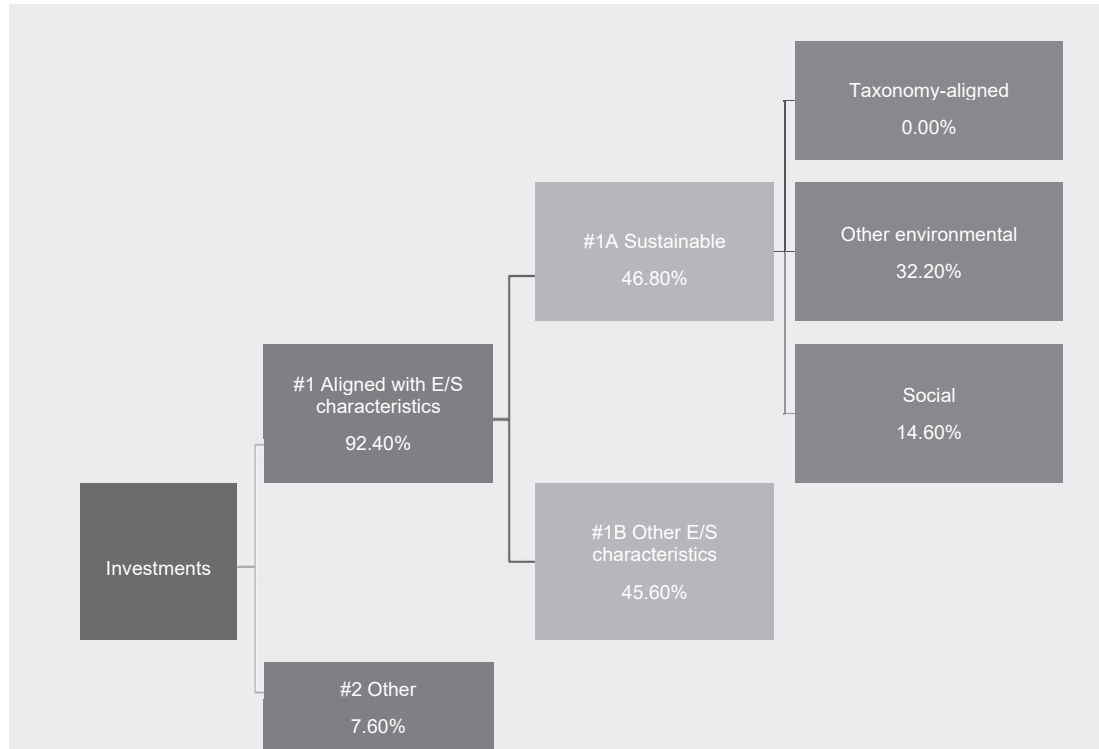 Taxonomy-aligned
0.00%
#1A Sustainable
46.80%
Other environmental
32.20%
#1 Aligned with E/S
characteristics
92.40%
Social
14.60%
Investments
#1B Other E/S
characteristics
45.60%
#2 Other
7.60%